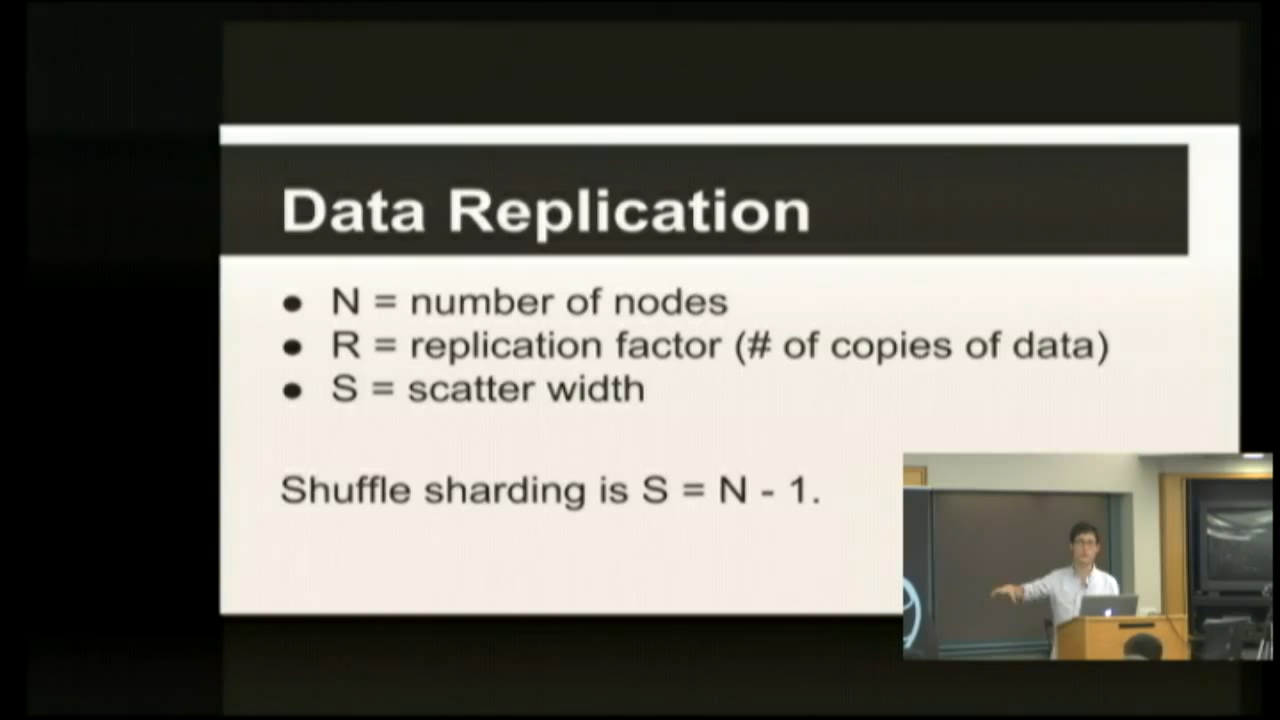 Data Replication
● N = number of nodes
● R = replication factor (# of copies of data)
● S = scatter width
Shuffle sharding is S = N - 1.